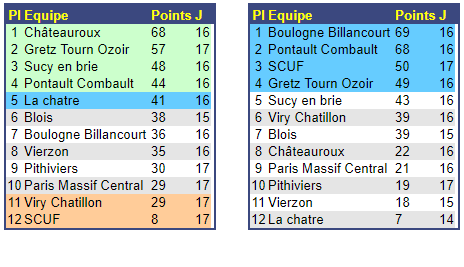 Pl Equipe Points J
1 Châteauroux 68 16
2 Gretz Tourn Ozoir 57 17
3 Sucy en brie 48 16
4 Pontault Combault 44 16
5 La chatre 41 16
6 Blois 38 15
7 Boulogne Billancourt 36 16
8 Vierzon 35 16
9 Pithiviers 30 17
10 Paris Massif Central 29 17
11 Viry Chatillon 29 17
12 SCUF 8 17
Pl Equipe Points J
1 Boulogne Billancourt 69 16
2 Pontault Combault 68 16
3 SCUF 50 17
4 Gretz Tourn Ozoir 49 16
5 Sucy en brie 43 16
6 Viry Chatillon 39 16
7 Blois 39 15
8 Châteauroux 22 16
9 Paris Massif Central 21 16
10 Pithiviers 19 17
11 Vierzon 18 15
12 La chatre 7 14